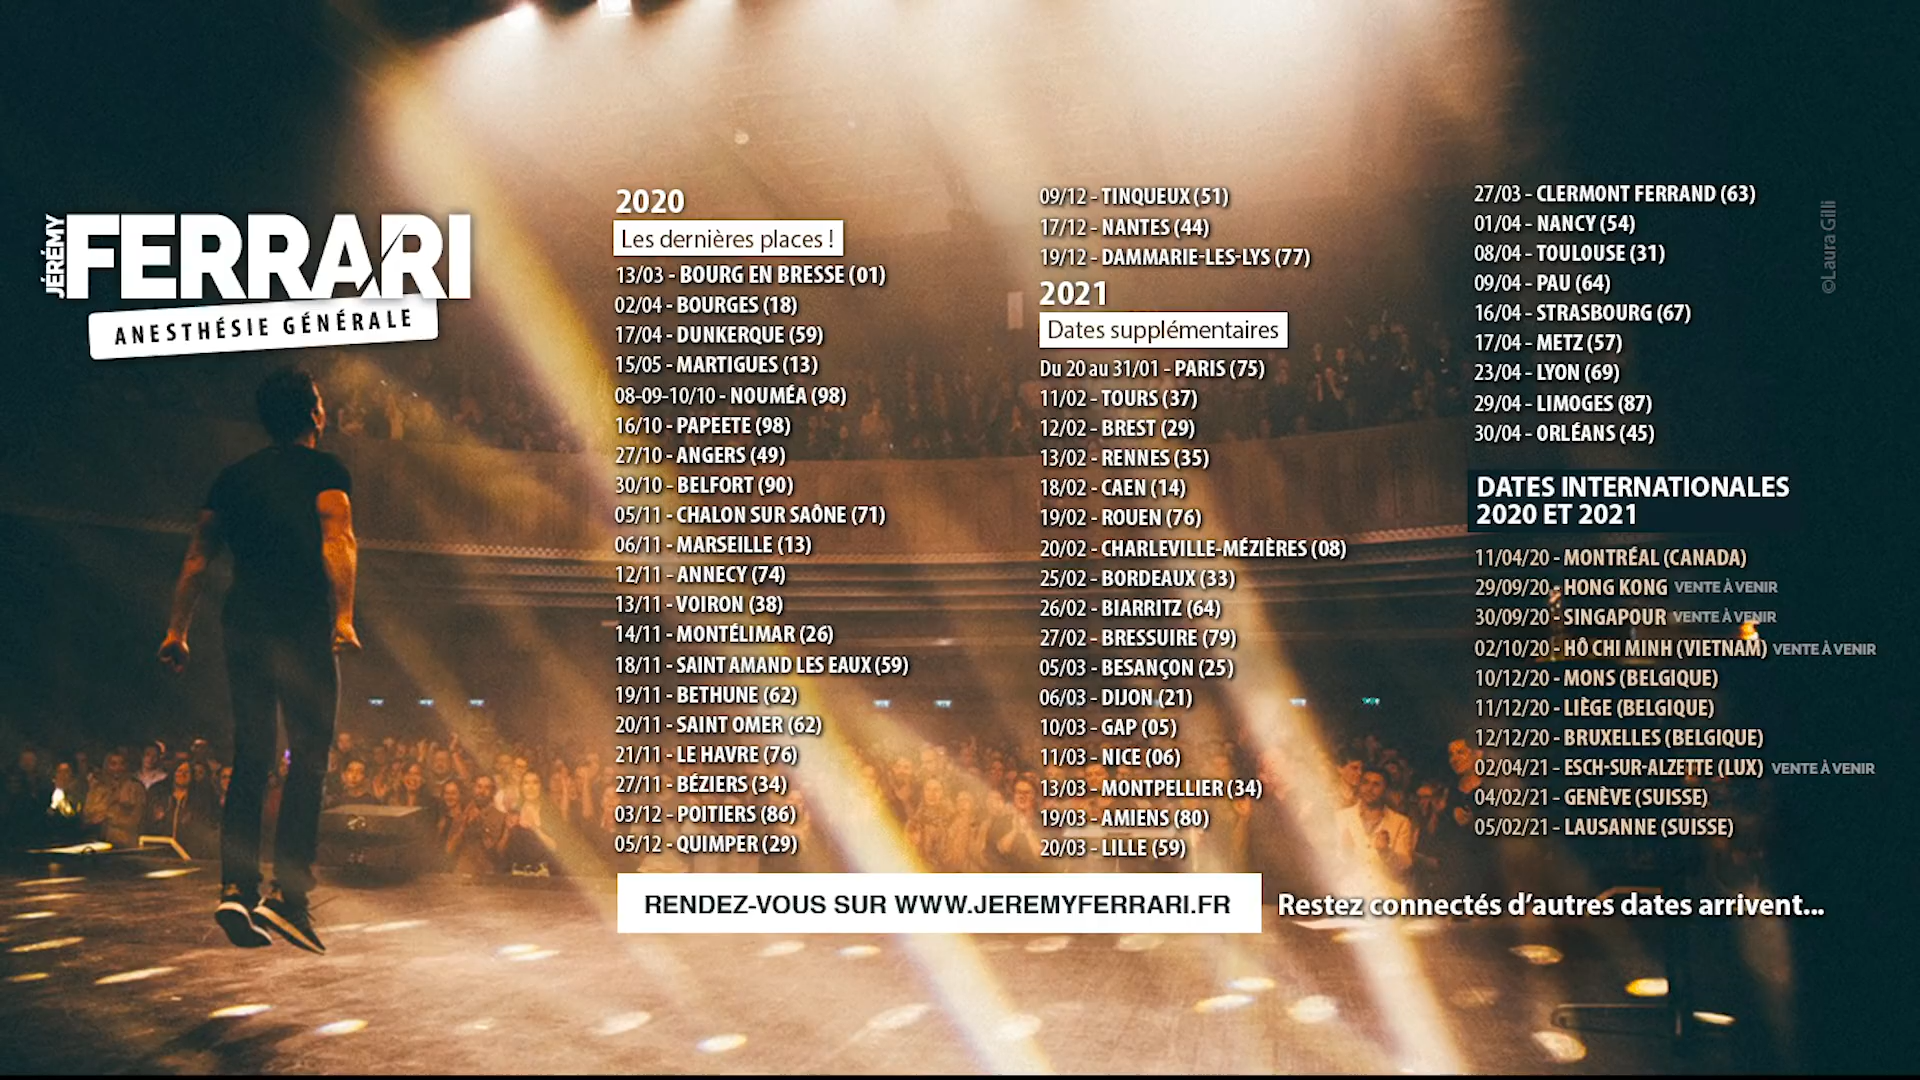 JÉRÉMY
FERRARI
ANESTHÉSIE GÉNÉRALE
2020
Les dernières places !
13/03 - BOURG EN BRESSE (01)
02/04 - BOURGES (18)
17/04 - DUNKERQUE (59)
15/05 - MARTIGUES (13)
08-09-10/10 - NOUMÉA (98)
16/10 - PAPEETE (98)
27/10 - ANGERS (49)
30/10 - BELFORT (90)
05/11 - CHALON SUR SAÔNE (71)
06/11 - MARSEILLE (13)
12/11 - ANNECY (74)
13/11 - VOIRON (38)
14/11 - MONTÉLIMAR (26)
18/11 - SAINT AMAND LES EAUX (59)
19/11 - BETHUNE (62)
20/11 - SAINT OMER (62)
21/11 - LE HAVRE (76)
27/11 - BÉZIERS (34)
03/12 - POITIERS (86)
05/12 - QUIMPER (29)
09/12 - TINQUEUX (51)
17/12 - NANTES (44)
19/12 - DAMMARIE-LES-LYS (77)
2021
Dates supplémentaires
Du 20 au 31/01 - PARIS (75)
11/02 - TOURS (37)
12/02 - BREST (29)
13/02 - RENNES (35)
18/02 - CAEN (14)
19/02 - ROUEN (76)
20/02 - CHARLEVILLE-MÉZIÈRES (08)
25/02 - BORDEAUX (33)
26/02 - BIARRITZ (64)
27/02 - BRESSUIRE (79)
05/03 - BESANÇON (25)
06/03 - DIJON (21)
10/03 - GAP (05)
11/03 - NICE (06)
13/03 - MONTPELLIER (34)
19/03 - AMIENS (80)
20/03 - LILLE (59)
27/03 - CLERMONT FERRAND (63)
01/04 - NANCY (54)
08/04 - TOULOUSE (31)
09/04 - PAU (64)
16/04 - STRASBOURG (67)
17/04 - METZ (57)
23/04 - LYON (69)
29/04 - LIMOGES (87)
30/04 - ORLÉANS (45)
DATES INTERNATIONALES
2020 ET 2021
11/04/20 - MONTRÉAL (CANADA)
29/09/20 - HONG KONG VENTE À VENIR
30/09/20 - SINGAPOUR VENTE À VENIR
02/10/20 - HÔ CHI MINH (VIETNAM) VENTE À VENIR
10/12/20 - MONS (BELGIQUE)
11/12/20 - LIÈGE (BELGIQUE)
12/12/20 - BRUXELLES (BELGIQUE)
02/04/21 - ESCH-SUR-ALZETTE (LUX) VENTE À VENIR
04/02/21 - GENÈVE (SUISSE)
05/02/21 - LAUSANNE (SUISSE)
©Laura Gilli
RENDEZ-VOUS SUR WWW.JEREMYFERRARI.FR
Restez connectés d'autres dates arrivent...